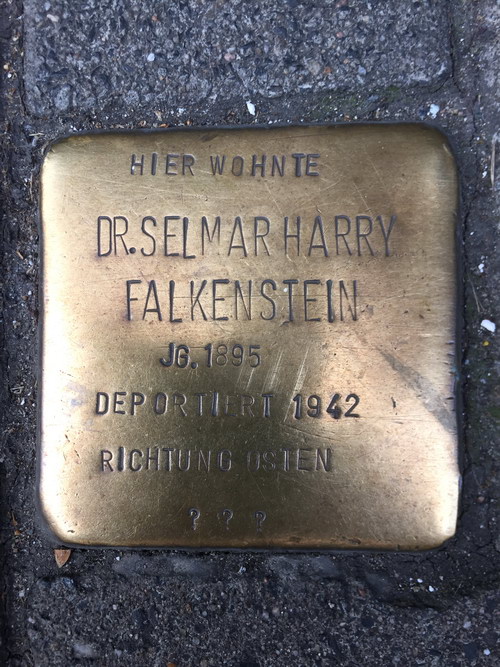 HIER WOHNTE
DR. SELMAR HARRY
FALKENSTEIN
JG. 1895
DEPORTIERT 1942
RICHTUNG OSTEN
? ? ?